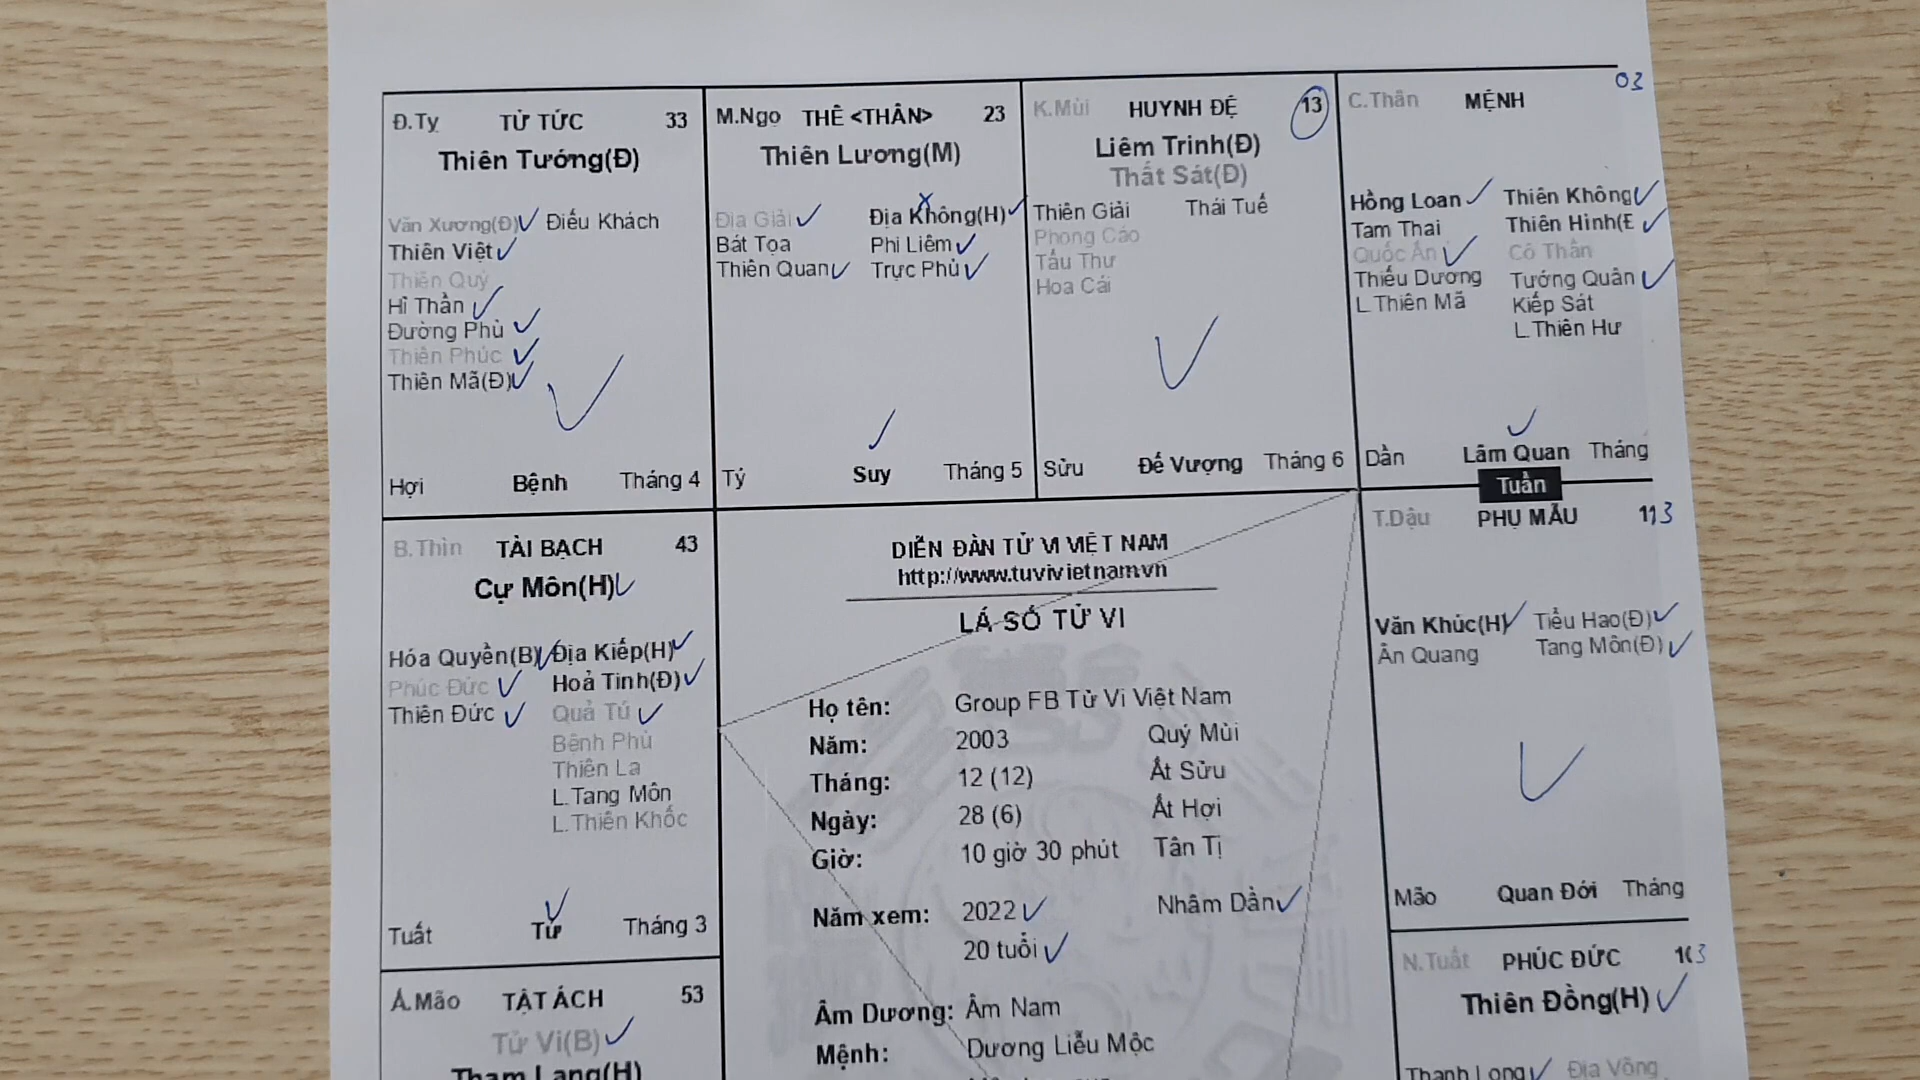 Đ.Tỵ TỬ TỨC 33
Thiên Tướng(Đ)
Văn Xương(Đ) Điếu Khách
Thiên Việt
Thiên Quý
Hỉ Thần
Đường Phù
Thiên Phúc
Thiên Mã(Đ)
Hợi Bệnh Tháng 4
M.Ngọ THÊ <THÂN> 23
Thiên Lương(M)
Địa Giải Địa Không(H)
Bát Tọa Phi Liêm
Thiên Quan Trực Phù
Tý Suy Tháng 5
K.Mùi HUYNH ĐỆ 13
Liêm Trinh(Đ)
Thất Sát(Đ)
Thiên Giải Thái Tuế
Phong Cáo
Tấu Thư
Hoa Cái
Sửu Đế Vượng Tháng 6
C.Thân MỆNH 03
Hồng Loan Thiên Không
Tam Thai Thiên Hình(Đ
Quốc Ấn Cô Thần
Thiếu Dương Tướng Quân
L.Thiên Mã Kiếp Sát
L.Thiên Hư
Dần Lâm Quan Tháng
Tuần
B.Thìn TÀI BẠCH 43
Cự Môn(H)
Hóa Quyền(B) Địa Kiếp(H)
Phúc Đức Hoả Tinh(Đ)
Thiên Đức Quả Tú
Bệnh Phù
Thiên La
L.Tang Môn
L.Thiên Khốc
Tuất Tử Tháng 3
DIỄN ĐÀN TỬ VI VIỆT NAM
http://www.tuvivietnam.vn
LÁ SỐ TỬ VI
Họ tên: Group FB Tử Vi Việt Nam
Năm: 2003 Quý Mùi
Tháng: 12 (12) Ất Sửu
Ngày: 28 (6) Ất Hợi
Giờ: 10 giờ 30 phút Tân Tị
Năm xem: 2022 Nhâm Dần
20 tuổi
Âm Dương: Âm Nam
Mệnh: Dương Liễu Mộc
T.Dậu PHỤ MẪU 113
Văn Khúc(H) Tiểu Hao(Đ)
Ân Quang Tang Môn(Đ)
Mão Quan Đới Tháng
Ấ.Mão TẬT ÁCH 53
Tử Vi(B)
Tham Lang(H)
N.Tuất PHÚC ĐỨC 103
Thiên Đồng(H)
Thanh Long Địa Võng